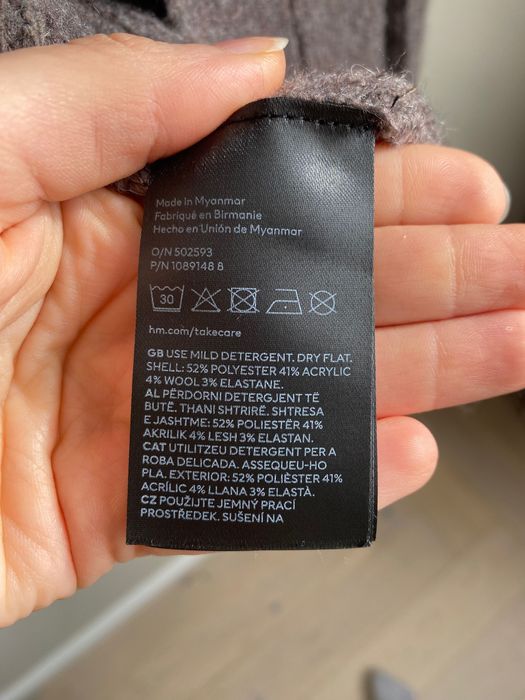 Made in Myanmar
Fabriqué en Birmanie
Hecho en Unión de Myanmar
O/N 502593
P/N 1089148 8
30
hm.com/takecare
GB USE MILD DETERGENT. DRY FLAT.
SHELL: 52% POLYESTER 41% ACRYLIC
4% WOOL 3% ELASTANE.
AL PËRDORNI DETERGJENT TË
BUTË. THANI SHTRIRË. SHTRESA
E JASHTME: 52% POLIESTËR 41%
AKRILIK 4% LESH 3% ELASTAN.
CAT UTILITZEU DETERGENT PER A
ROBA DELICADA. ASSEQUEU-HO
PLA. EXTERIOR: 52% POLIÈSTER 41%
ACRÍLIC 4% LLANA 3% ELASTÀ.
CZ POUŽIJTE JEMNÝ PRACÍ
PROSTŘEDEK. SUŠENÍ NA